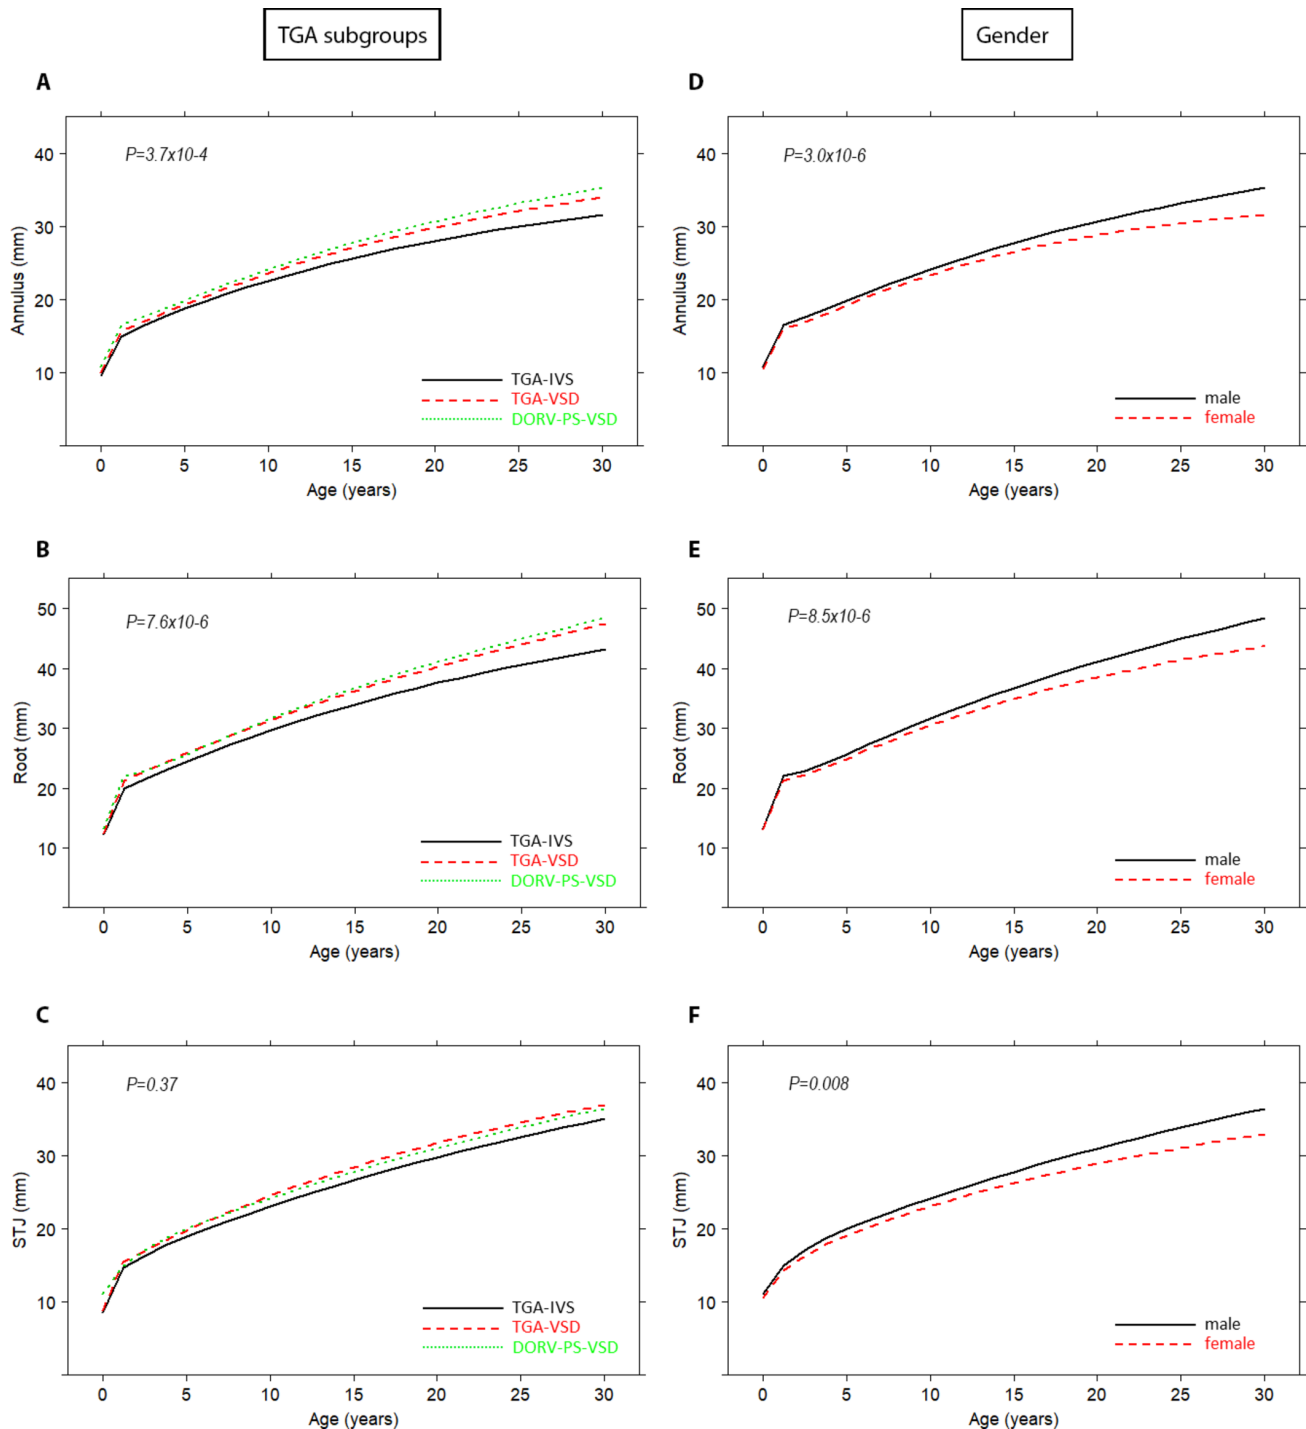 TGA subgroups
Gender
A
P=3.7x10-4
40
30
20
10
Annulus (mm)
TGA-IVS
TGA-VSD
DORV-PS-VSD
0 5 10 15 20 25 30
Age (years)
D
P=3.0x10-6
40
30
20
10
Annulus (mm)
male
female
0 5 10 15 20 25 30
Age (years)
B
P=7.6x10-6
50
40
30
20
10
Root (mm)
TGA-IVS
TGA-VSD
DORV-PS-VSD
0 5 10 15 20 25 30
Age (years)
E
P=8.5x10-6
50
40
30
20
10
Root (mm)
male
female
0 5 10 15 20 25 30
Age (years)
C
P=0.37
40
30
20
10
STJ (mm)
TGA-IVS
TGA-VSD
DORV-PS-VSD
0 5 10 15 20 25 30
Age (years)
F
P=0.008
40
30
20
10
STJ (mm)
male
female
0 5 10 15 20 25 30
Age (years)